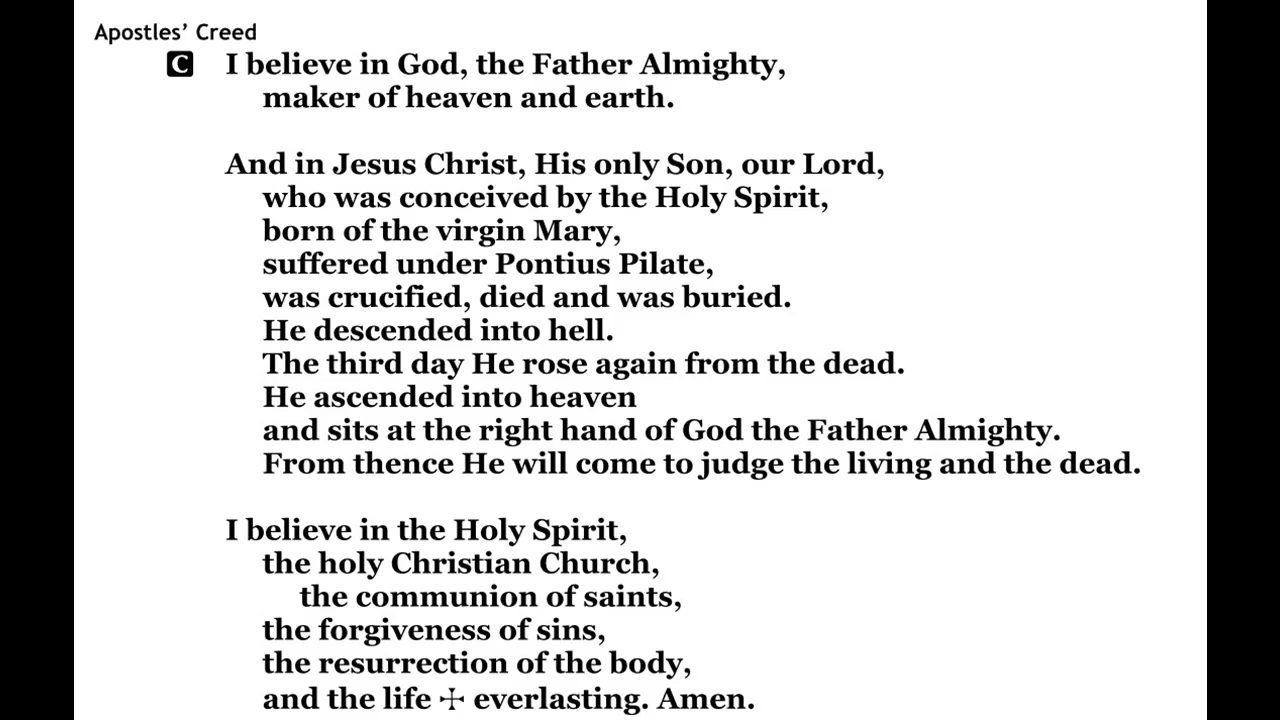 Apostles’ Creed
C I believe in God, the Father Almighty,
maker of heaven and earth.
And in Jesus Christ, His only Son, our Lord,
who was conceived by the Holy Spirit,
born of the virgin Mary,
suffered under Pontius Pilate,
was crucified, died and was buried.
He descended into hell.
The third day He rose again from the dead.
He ascended into heaven
and sits at the right hand of God the Father Almighty.
From thence He will come to judge the living and the dead.
I believe in the Holy Spirit,
the holy Christian Church,
the communion of saints,
the forgiveness of sins,
the resurrection of the body,
and the life ☩ everlasting. Amen.